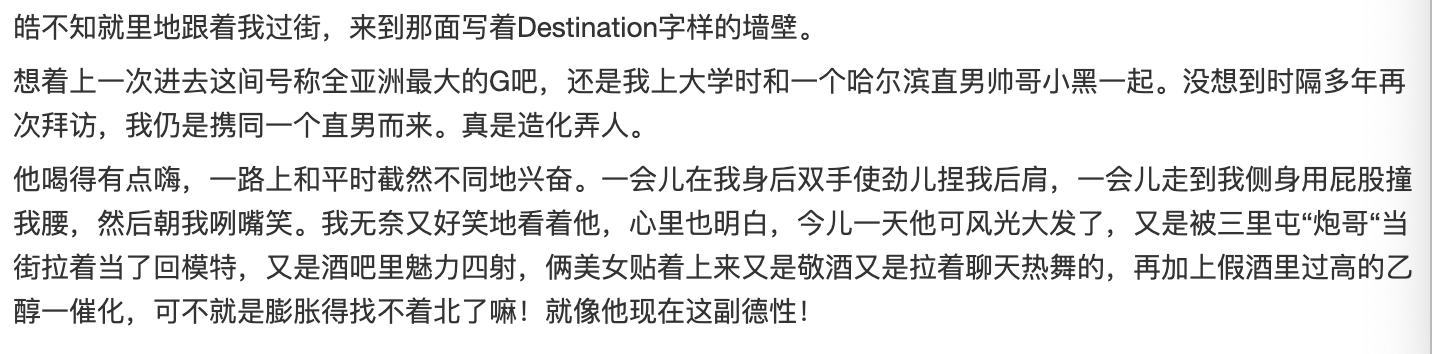 皓不知就里地跟着我过街，来到那面写着Destination字样的墙壁。
想着上一次进去这间号称全亚洲最大的G吧，还是我上大学时和一个哈尔滨直男帅哥小黑一起。没想到时隔多年再
次拜访，我仍是携同一个直男而来。真是造化弄人。
他喝得有点嗨，一路上和平时截然不同地兴奋。一会儿在我身后双手使劲儿捏我后肩，一会儿走到我侧身用屁股撞
我腰，然后朝我咧嘴笑。我无奈又好笑地看着他，心里也明白，今儿一天他可风光大发了，又是被三里屯“炮哥“当
街拉着当了回模特，又是酒吧里魅力四射，俩美女贴着上来又是敬酒又是拉着聊天热舞的，再加上假酒里过高的乙
醇一催化，可不就是膨胀得找不着北了嘛！就像他现在这副德性！